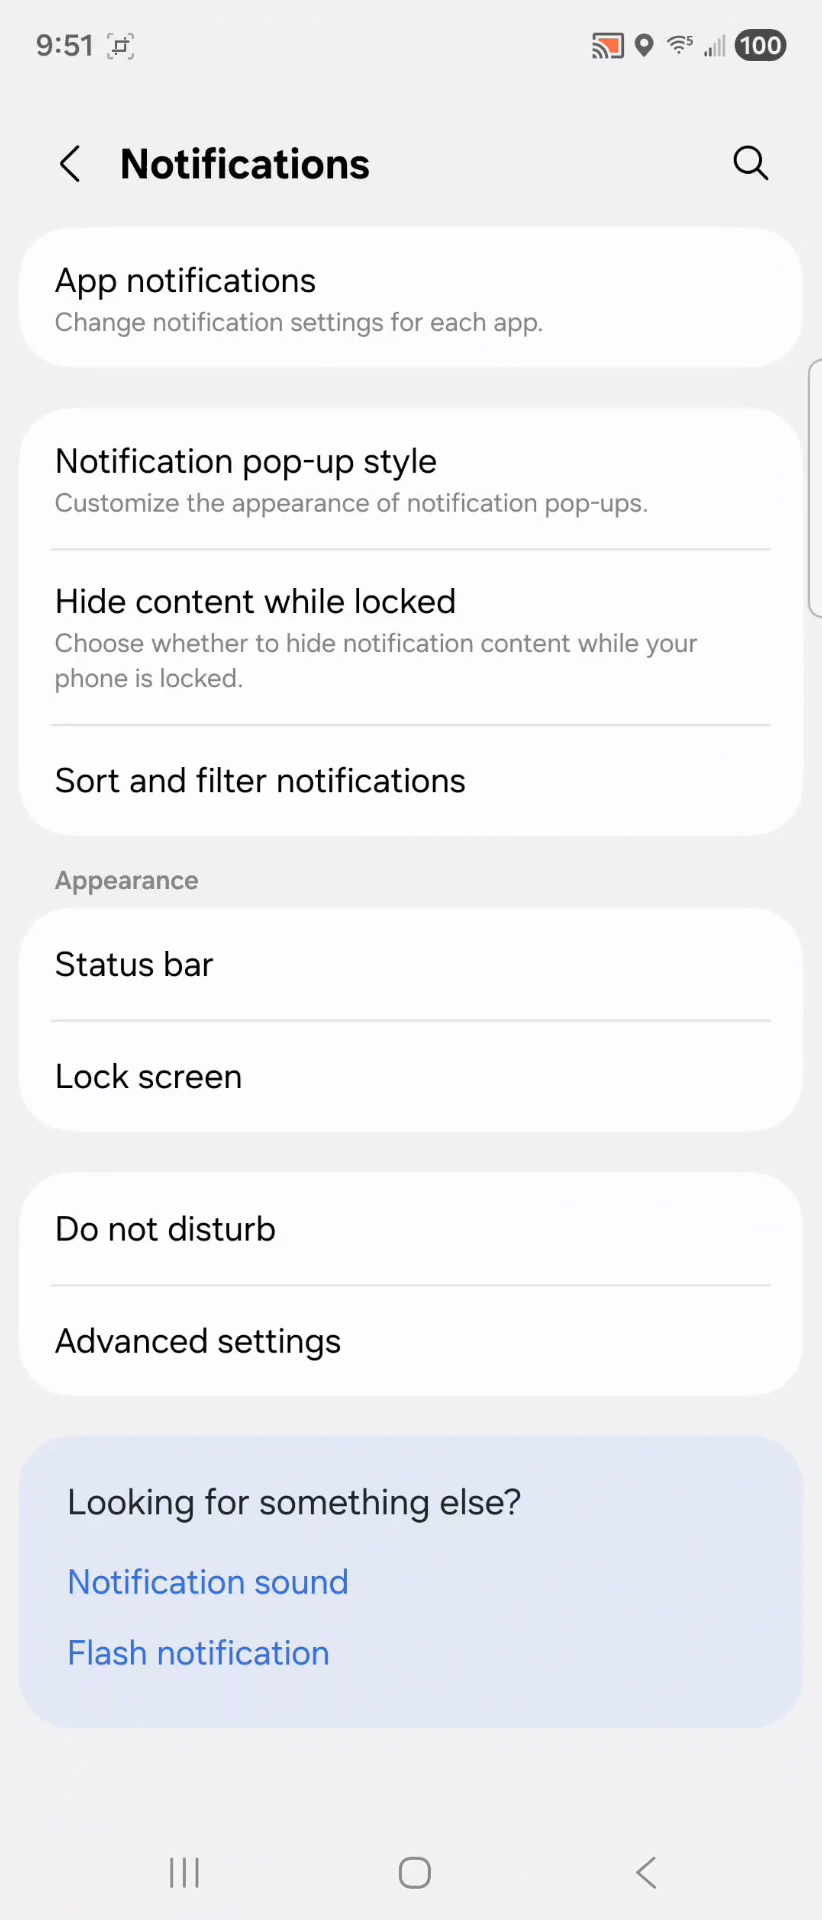 9:51
5
100
Notifications
App notifications
Change notification settings for each app.
Notification pop-up style
Customize the appearance of notification pop-ups.
Hide content while locked
Choose whether to hide notification content while your
phone is locked.
Sort and filter notifications
Appearance
Status bar
Lock screen
Do not disturb
Advanced settings
Looking for something else?
Notification sound
Flash notification